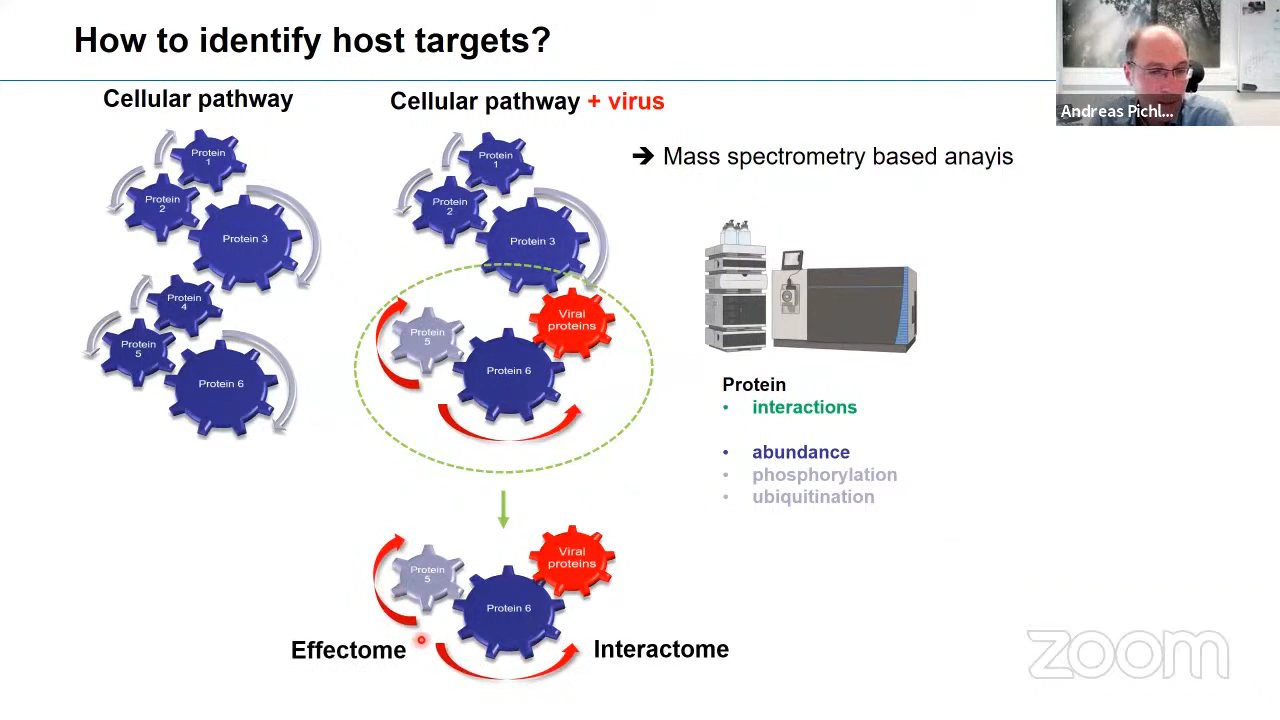 How to identify host targets?
Andreas Pichl...
Cellular pathway
Protein
1
Protein
2
Protein 3
Protein
4
Protein
5
Protein 6
Cellular pathway + virus
Protein
1
Protein
2
Protein 3
Viral
proteins
Protein
5
Protein 6
➔ Mass spectrometry based anayis
Protein
• interactions
• abundance
• phosphorylation
• ubiquitination
Viral
proteins
Protein
5
Protein 6
Effectome
Interactome
zoom